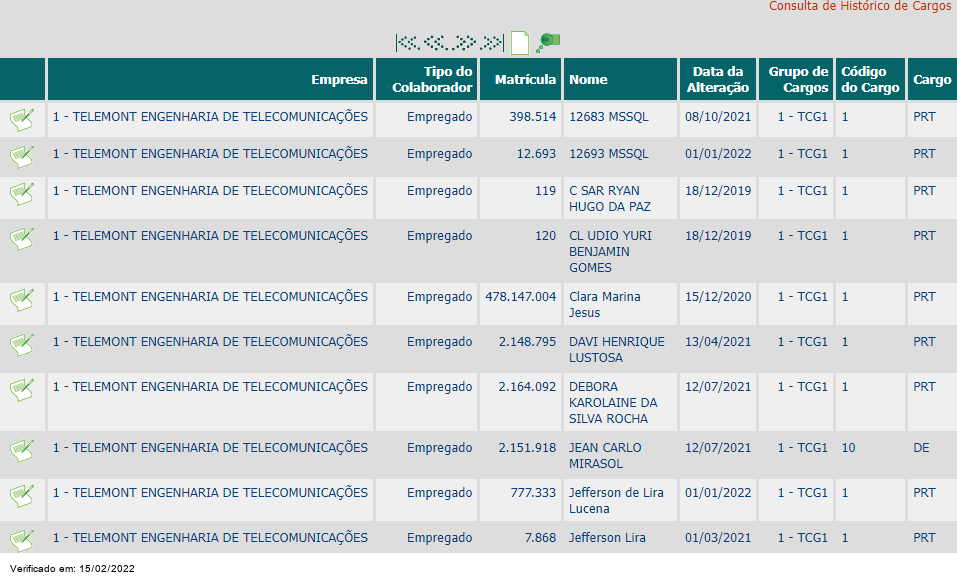 Consulta de Histórico de Cargos
Empresa Tipo do Colaborador Matrícula Nome Data da Alteração Grupo de Cargos Código do Cargo Cargo
1 - TELEMONT ENGENHARIA DE TELECOMUNICAÇÕES Empregado 398.514 12683 MSSQL 08/10/2021 1 - TCG1 1 PRT
1 - TELEMONT ENGENHARIA DE TELECOMUNICAÇÕES Empregado 12.693 12693 MSSQL 01/01/2022 1 - TCG1 1 PRT
1 - TELEMONT ENGENHARIA DE TELECOMUNICAÇÕES Empregado 119 C SAR RYAN HUGO DA PAZ 18/12/2019 1 - TCG1 1 PRT
1 - TELEMONT ENGENHARIA DE TELECOMUNICAÇÕES Empregado 120 CL UDIO YURI BENJAMIN GOMES 18/12/2019 1 - TCG1 1 PRT
1 - TELEMONT ENGENHARIA DE TELECOMUNICAÇÕES Empregado 478.147.004 Clara Marina Jesus 15/12/2020 1 - TCG1 1 PRT
1 - TELEMONT ENGENHARIA DE TELECOMUNICAÇÕES Empregado 2.148.795 DAVI HENRIQUE LUSTOSA 13/04/2021 1 - TCG1 1 PRT
1 - TELEMONT ENGENHARIA DE TELECOMUNICAÇÕES Empregado 2.164.092 DEBORA KAROLAINE DA SILVA ROCHA 12/07/2021 1 - TCG1 1 PRT
1 - TELEMONT ENGENHARIA DE TELECOMUNICAÇÕES Empregado 2.151.918 JEAN CARLO MIRASOL 12/07/2021 1 - TCG1 10 DE
1 - TELEMONT ENGENHARIA DE TELECOMUNICAÇÕES Empregado 777.333 Jefferson de Lira Lucena 01/01/2022 1 - TCG1 1 PRT
1 - TELEMONT ENGENHARIA DE TELECOMUNICAÇÕES Empregado 7.868 Jefferson Lira 01/03/2021 1 - TCG1 1 PRT
Verificado em: 15/02/2022